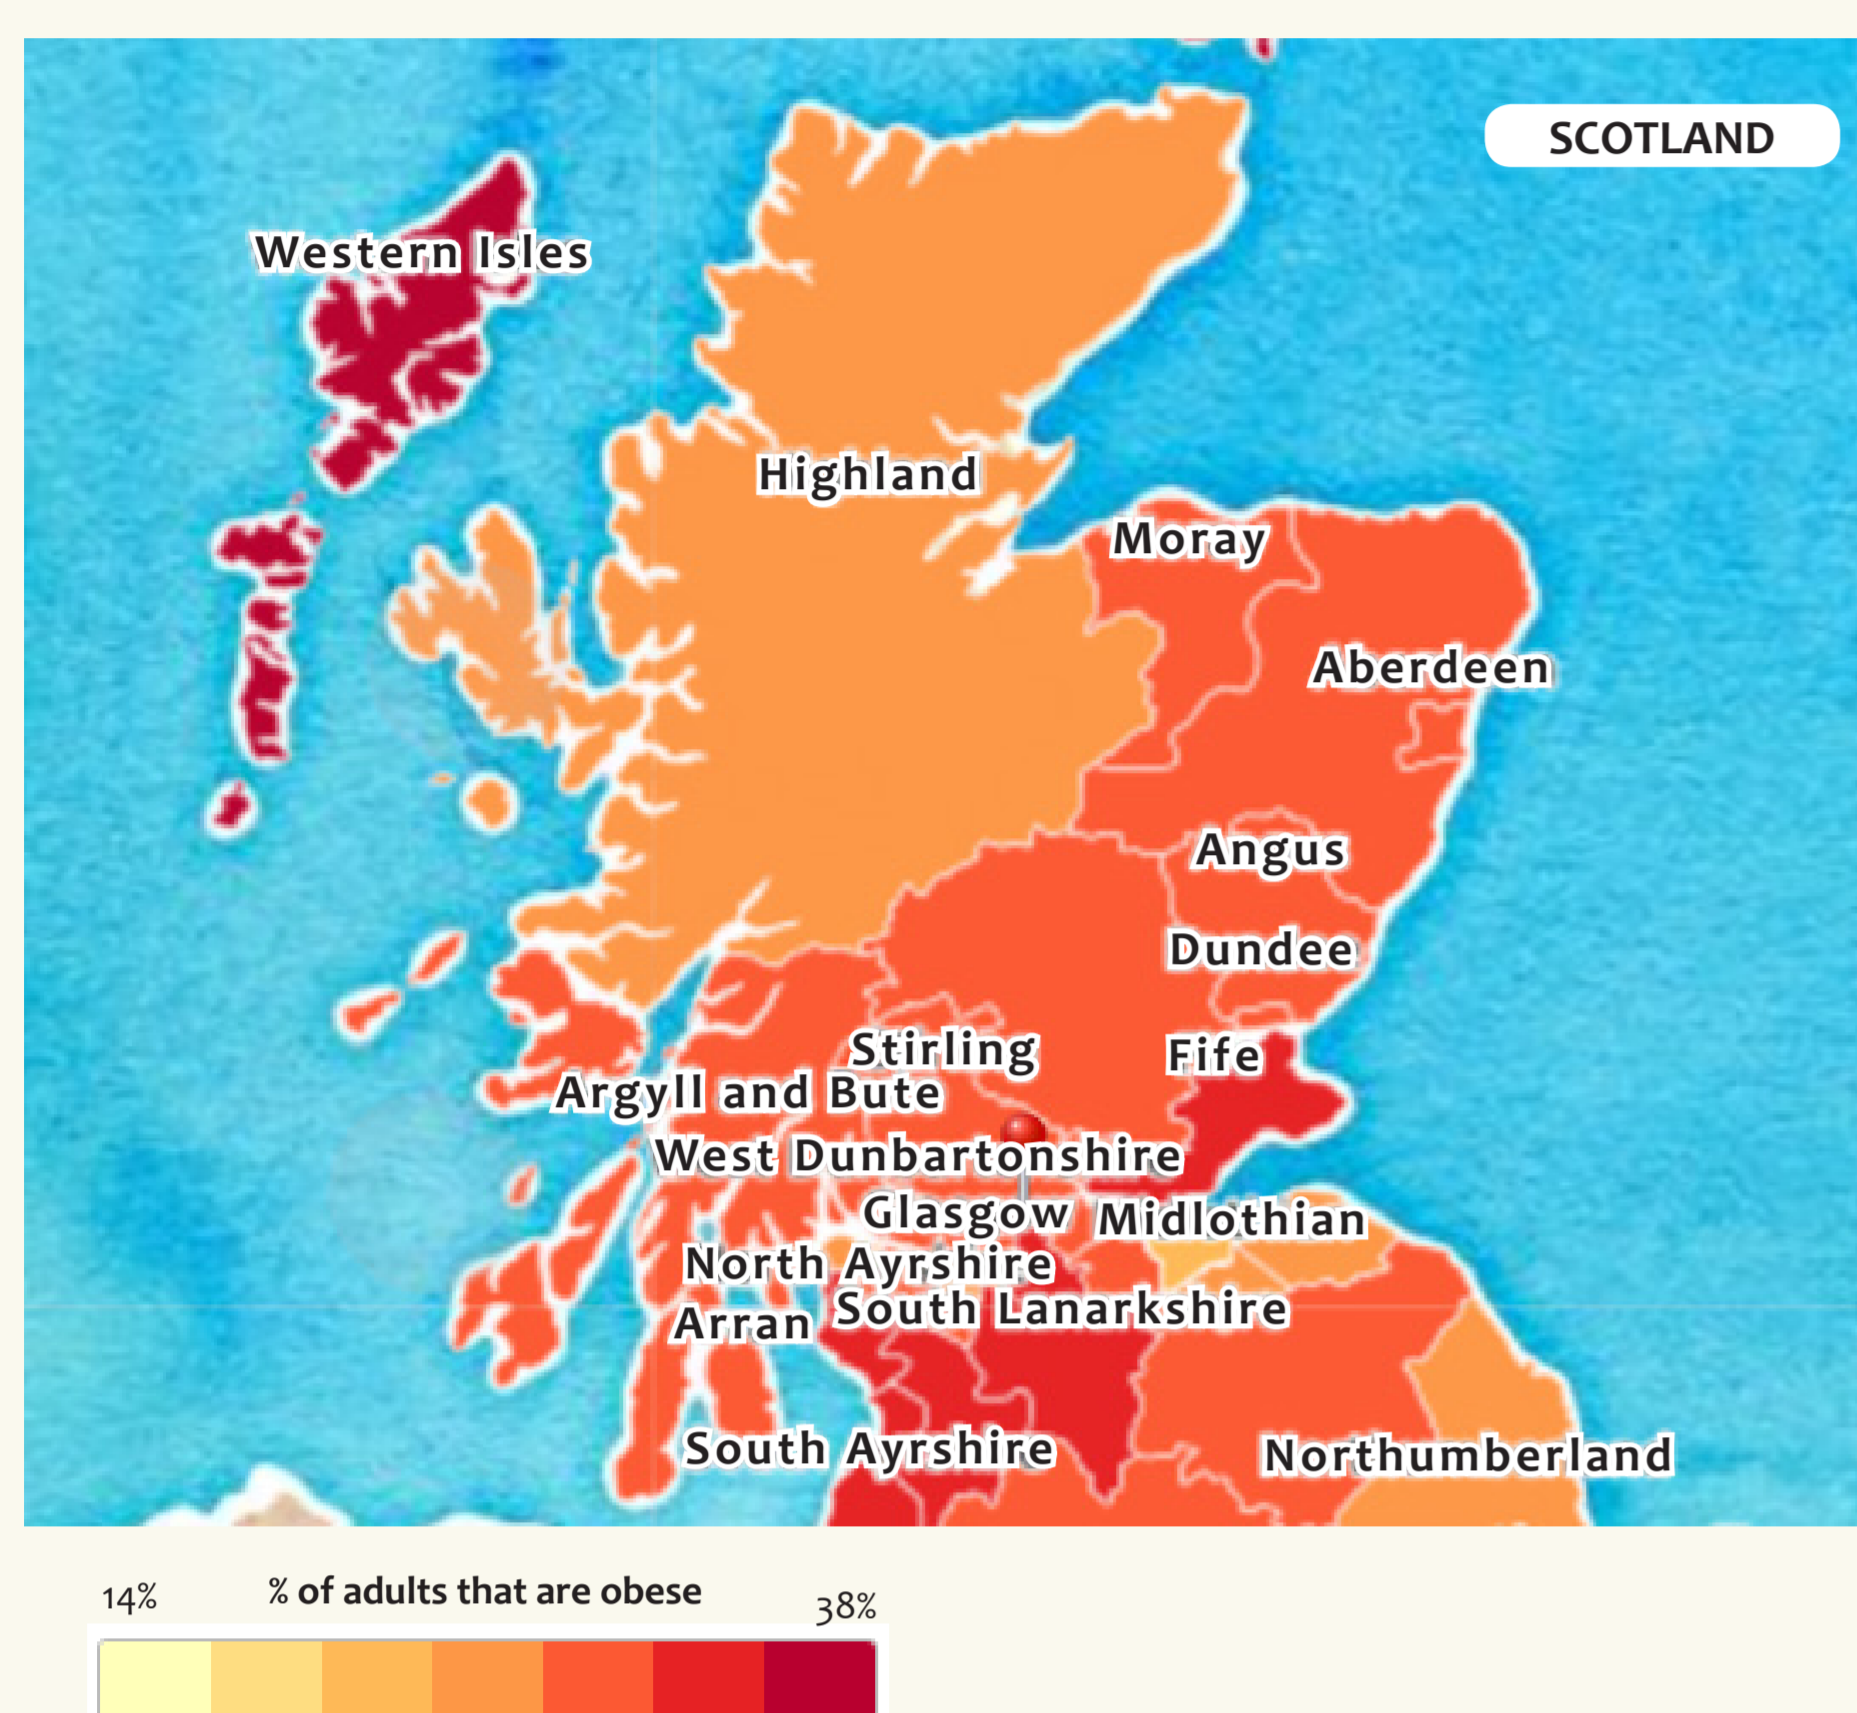 SCOTLAND
Western Isles
Highland
Moray
Aberdeen
Angus
Dundee
Stirling
Fife
Argyll and Bute
West Dunbartonshire
Glasgow
Midlothian
North Ayrshire
South Lanarkshire
Arran
South Ayrshire
Northumberland
14%
% of adults that are obese
38%